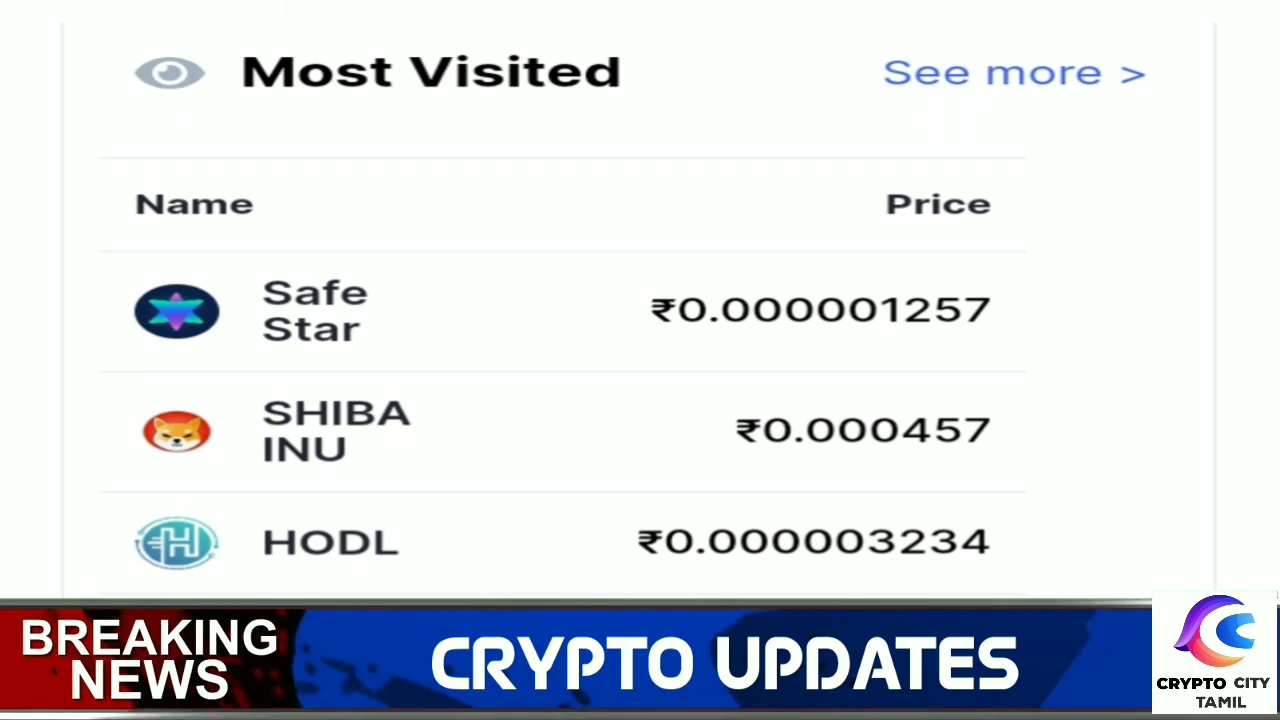 Most Visited
See more >
Name
Price
Safe
Star
₹0.000001257
SHIBA
INU
₹0.000457
HODL
₹0.000003234
BREAKING
NEWS
CRYPTO UPDATES
CRYPTO CITY
TAMIL